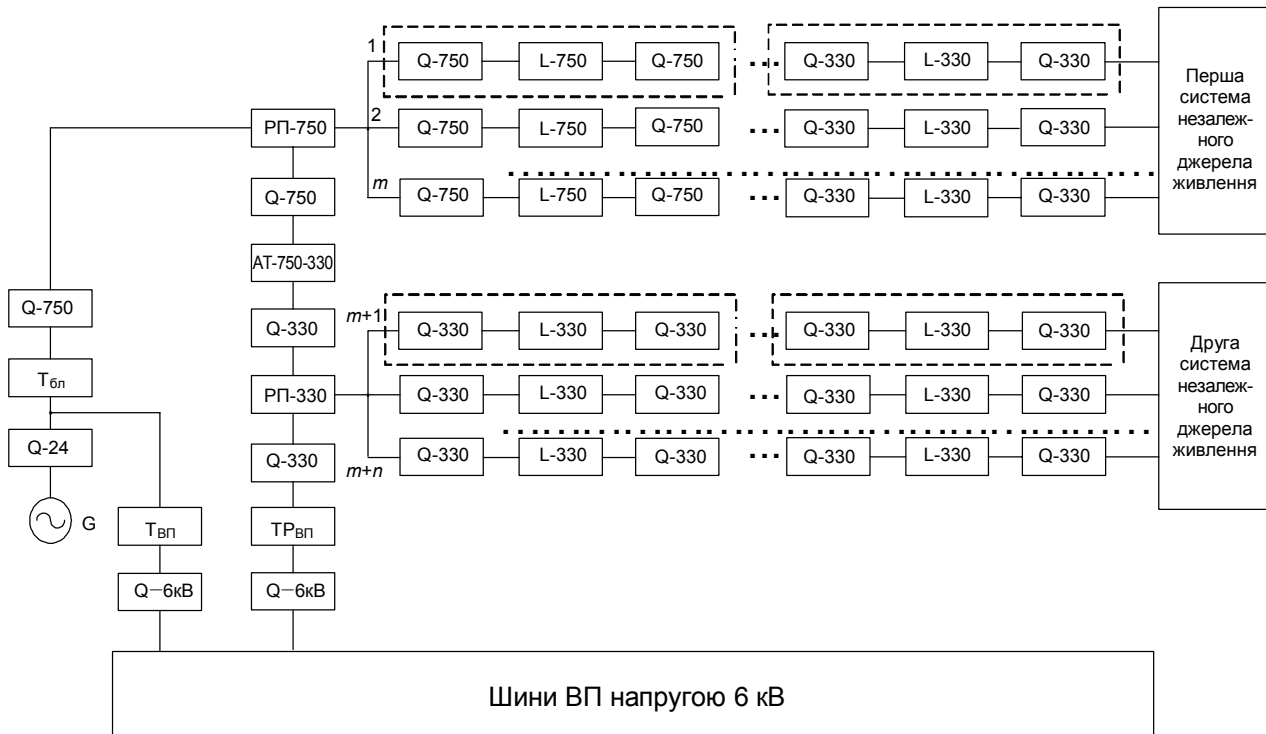 1
Q-750 L-750 Q-750 Q-330 L-330 Q-330
Перша
система
незалеж-
ного
джерела
живлення
РП-750
2
Q-750 L-750 Q-750 Q-330 L-330 Q-330
m
Q-750 L-750 Q-750 Q-330 L-330 Q-330
Q-750
АТ-750-330
Q-750
Q-330
m+1
Q-330 L-330 Q-330 Q-330 L-330 Q-330
Друга
система
незалеж-
ного
джерела
живлення
Tбл
РП-330
Q-330 L-330 Q-330 Q-330 L-330 Q-330
Q-24
Q-330
m+n
Q-330 L-330 Q-330 Q-330 L-330 Q-330
G
TВП
ТРВП
Q–6кВ
Q–6кВ
Шини ВП напругою 6 кВ